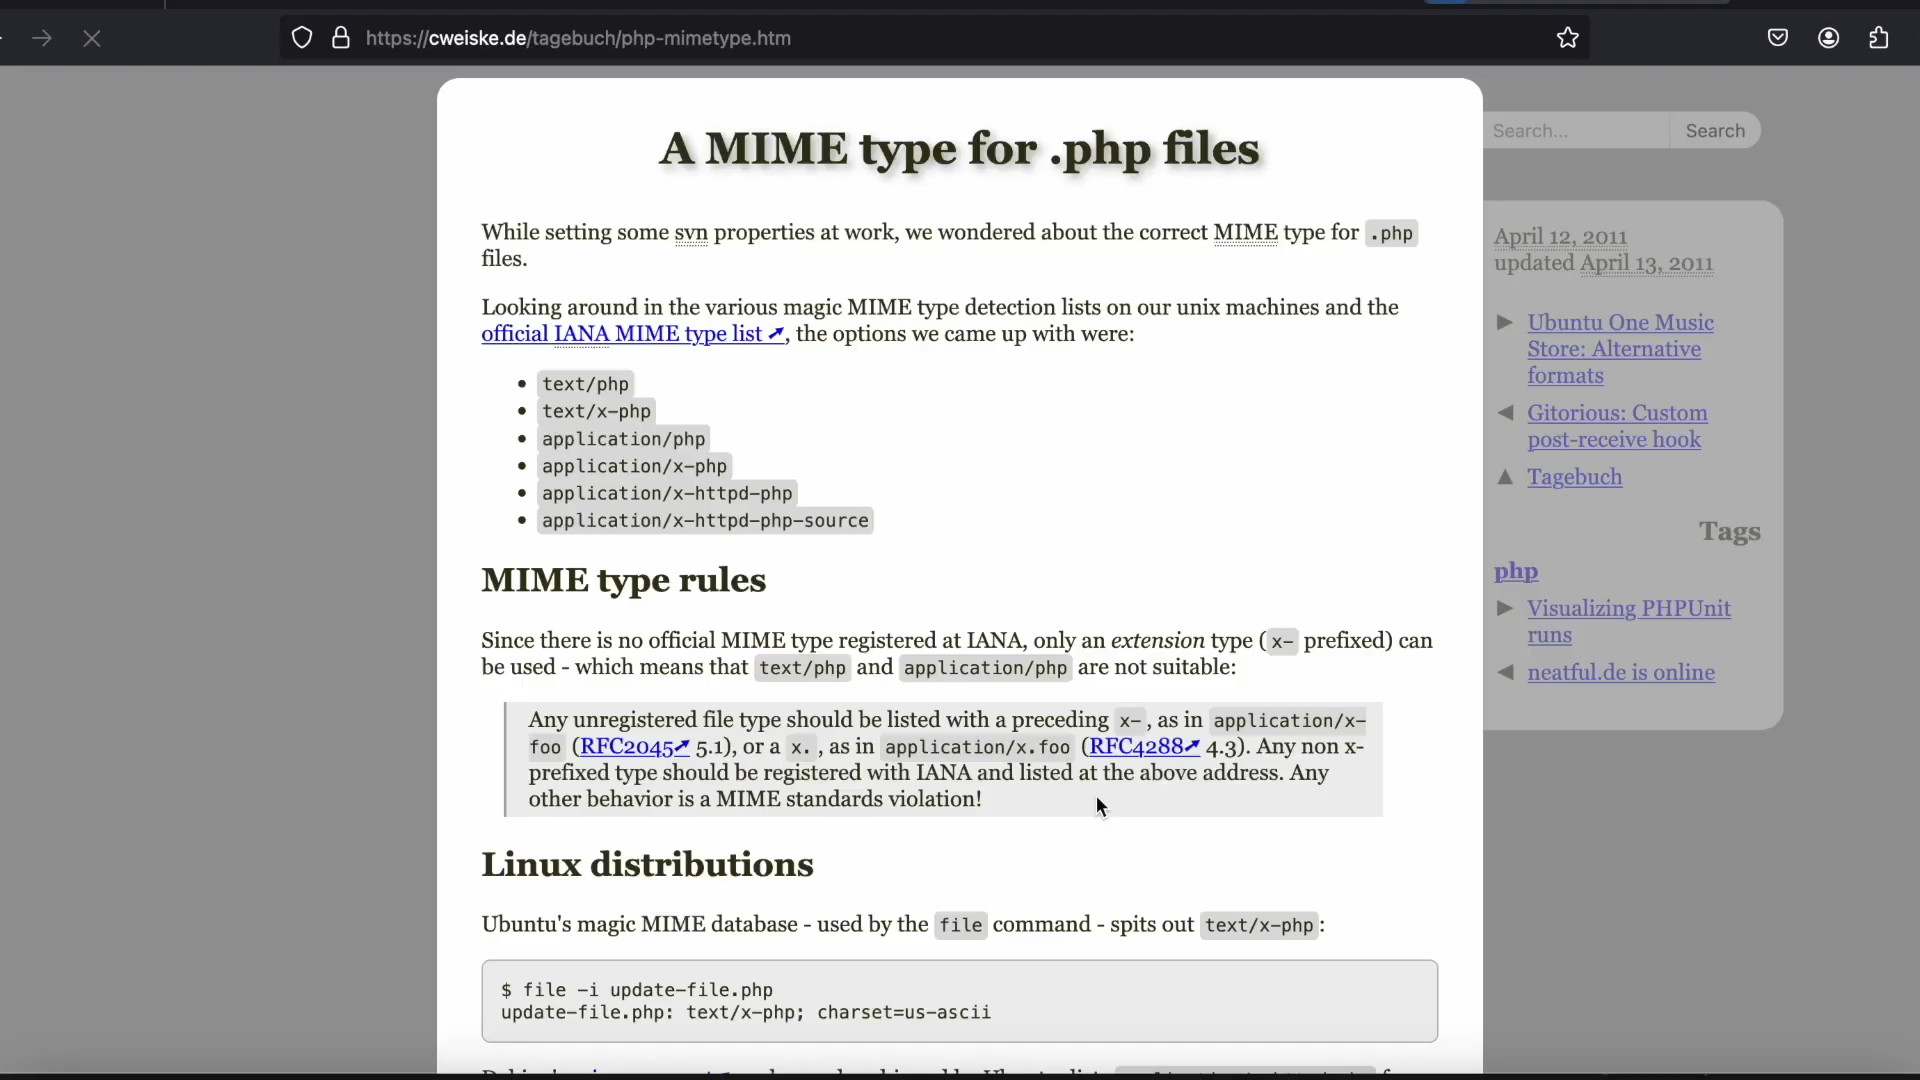 https://cweiske.de/tagebuch/php-mimetype.htm
A MIME type for .php files
While setting some svn properties at work, we wondered about the correct MIME type for .php
files.
Looking around in the various magic MIME type detection lists on our unix machines and the
official IANA MIME type list, the options we came up with were:
text/php
text/x-php
application/php
application/x-php
application/x-httpd-php
application/x-httpd-php-source
MIME type rules
Since there is no official MIME type registered at IANA, only an extension type (x- prefixed) can
be used - which means that text/php and application/php are not suitable:
Any unregistered file type should be listed with a preceding x-, as in application/x-
foo (RFC2045 5.1), or a x., as in application/x.foo (RFC4288 4.3). Any non x-
prefixed type should be registered with IANA and listed at the above address. Any
other behavior is a MIME standards violation!
Linux distributions
Ubuntu's magic MIME database - used by the file command - spits out text/x-php:
$ file -i update-file.php
update-file.php: text/x-php; charset=us-ascii
Search... Search
April 12, 2011
updated April 13, 2011
Ubuntu One Music
Store: Alternative
formats
Gitorious: Custom
post-receive hook
Tagebuch
Tags
php
Visualizing PHPUnit
runs
neatful.de is online